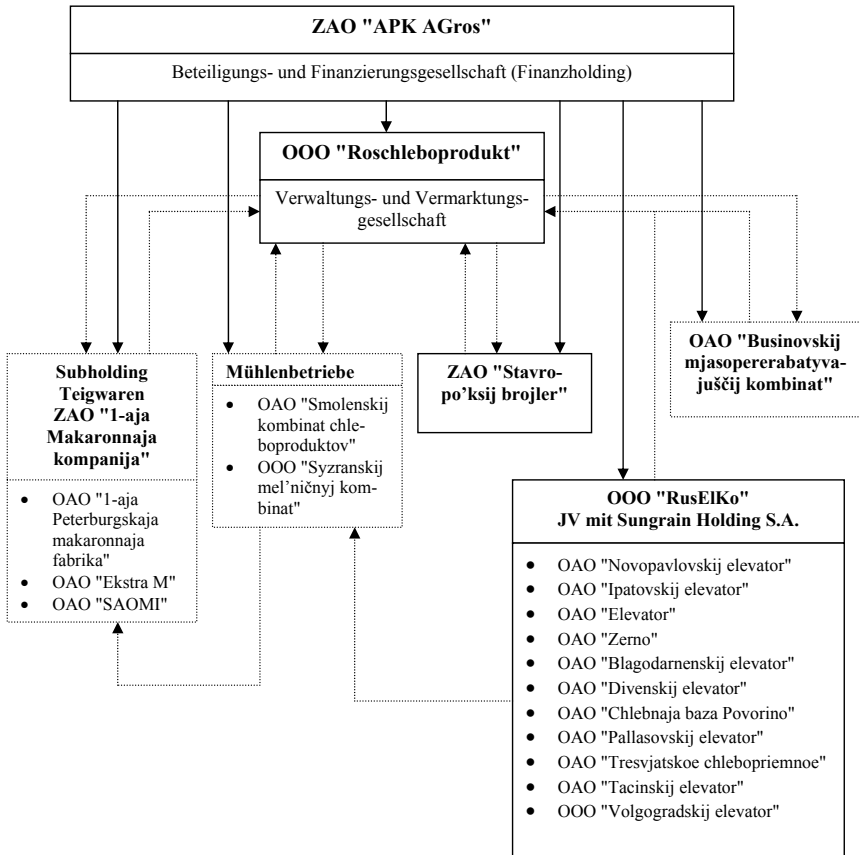 ZAO "APK AGros"
Beteiligungs- und Finanzierungsgesellschaft (Finanzholding)
OOO "Roschleboprodukt"
Verwaltungs- und Vermarktungs-
gesellschaft
Subholding
Teigwaren
ZAO "1-aja
Makaronnaja
kompanija"
• OAO "1-aja
Peterburgskaja
makaronnaja
fabrika"
• OAO "Ekstra M"
• OAO "SAOMI"
Mühlenbetriebe
• OAO "Smolenskij
kombinat chle-
boproduktov"
• OOO "Syzranskij
mel'ničnyj kom-
binat"
ZAO "Stavro-
po'ksij brojler"
OAO "Businovskij
mjasopererabatyva-
juščij kombinat"
OOO "RusElKo"
JV mit Sungrain Holding S.A.
• OAO "Novopavlovskij elevator"
• OAO "Ipatovskij elevator"
• OAO "Elevator"
• OAO "Zerno"
• OAO "Blagodarnenskij elevator"
• OAO "Divenskij elevator"
• OAO "Chlebnaja baza Povorino"
• OAO "Pallasovskij elevator"
• OAO "Tresvjatskoe chlebopriemnoe"
• OAO "Tacinskij elevator"
• OOO "Volgogradskij elevator"